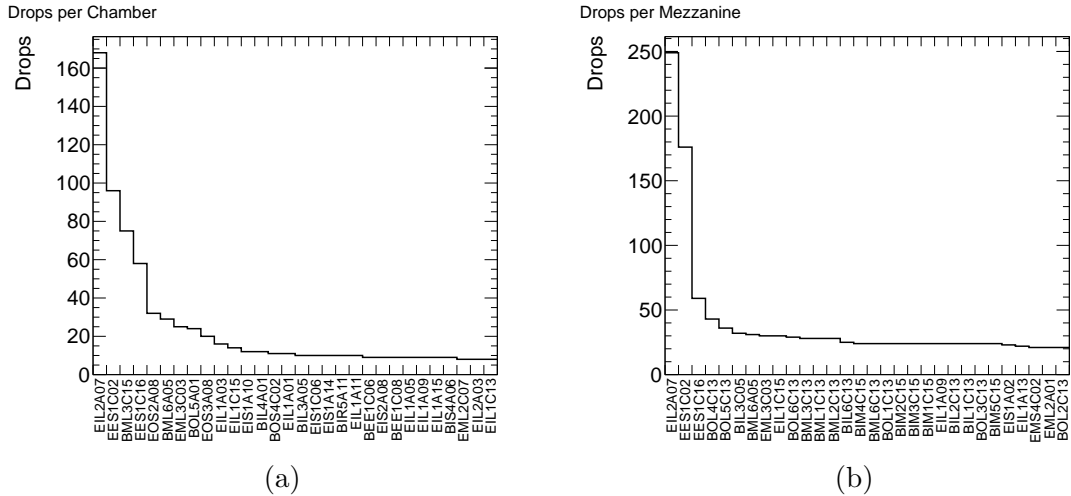 Drops per Chamber
Drops
160
140
120
100
80
60
40
20
0
EIL2A07
EES1C02
BML3C15
EES1C16
EOS2A08
BML6A05
EML3C03
BOL5A01
EOS3A08
EIL1A03
EIL1C15
EIS1A10
BIL4A01
BOS4C02
EIL1A01
BIL3A05
EIS1C06
EIS1A14
BIR5A11
EIL1A11
BEE1C06
EIS2A08
BEE1C08
EIL1A05
EIL1A09
EIL1A15
BIS4A06
EML2C07
EIL2A03
EIL1C13
(a)
Drops per Mezzanine
Drops
250
200
150
100
50
0
EIL2A07
EES1C02
EES1C16
BOL4C13
BOL5C13
BIL3C05
BML6A05
EML3C03
EIL1C15
BOL6C13
BML3C13
BML1C13
BML2C13
BIL6C13
BIM4C15
BML6C13
BOL1C13
BIM2C15
BIM3C15
BIM1C15
EIL1A09
BIL2C13
BIL1C13
BOL3C13
BIM5C15
EIS1A02
EIL1A13
EMS4C02
EML2A01
BOL2C13
(b)